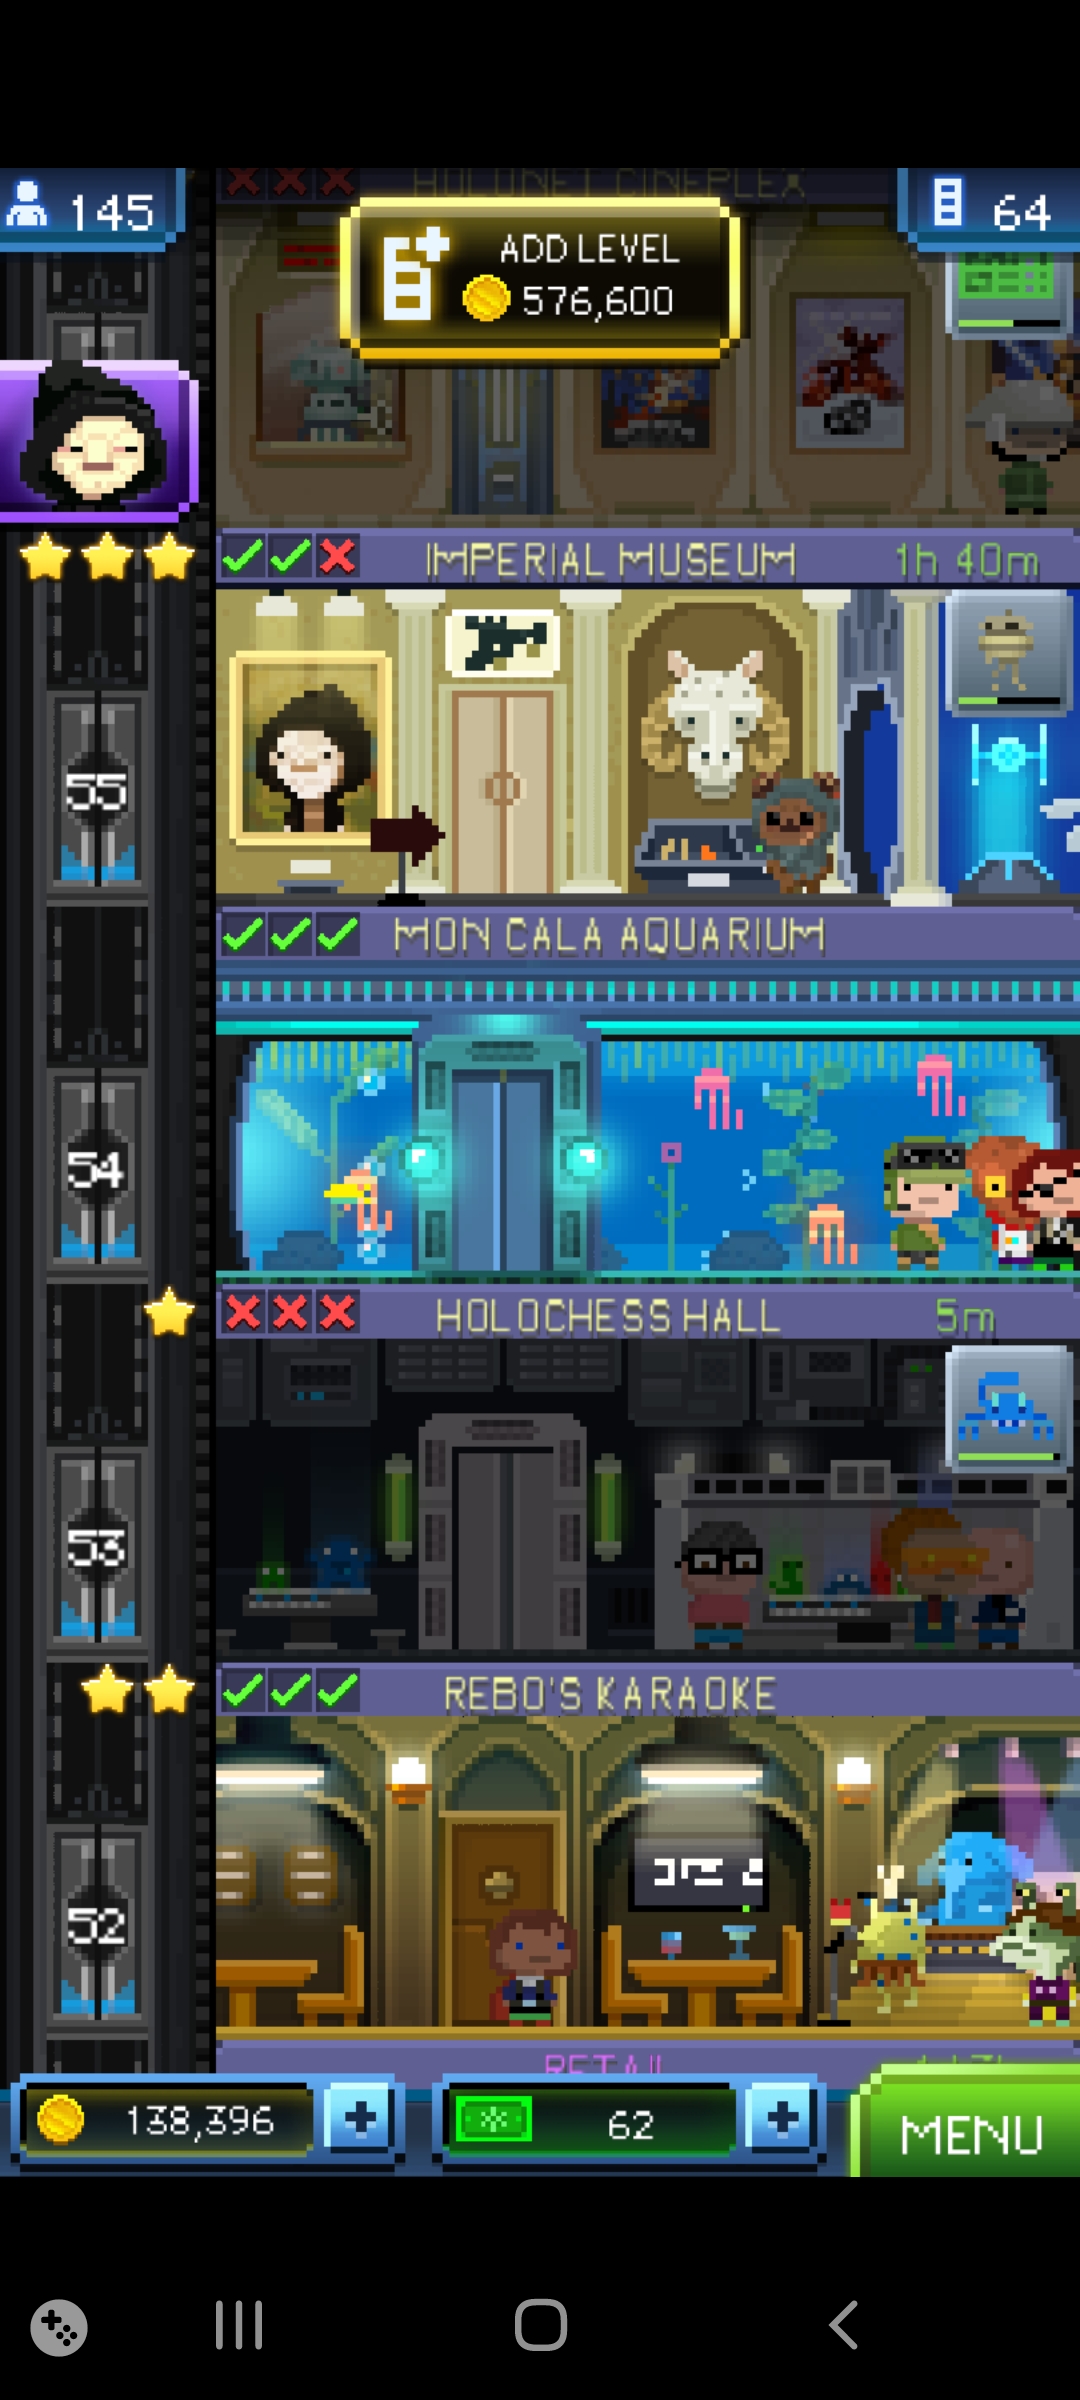 HOLONET CINEPLEX
145
64
ADD LEVEL
576,600
IMPERIAL MUSEUM 1h 40m
55
MON CALA AQUARIUM
54
HOLOCHESS HALL 5m
53
REBO'S KARAOKE
52
RETAIL
138,396
62
MENU